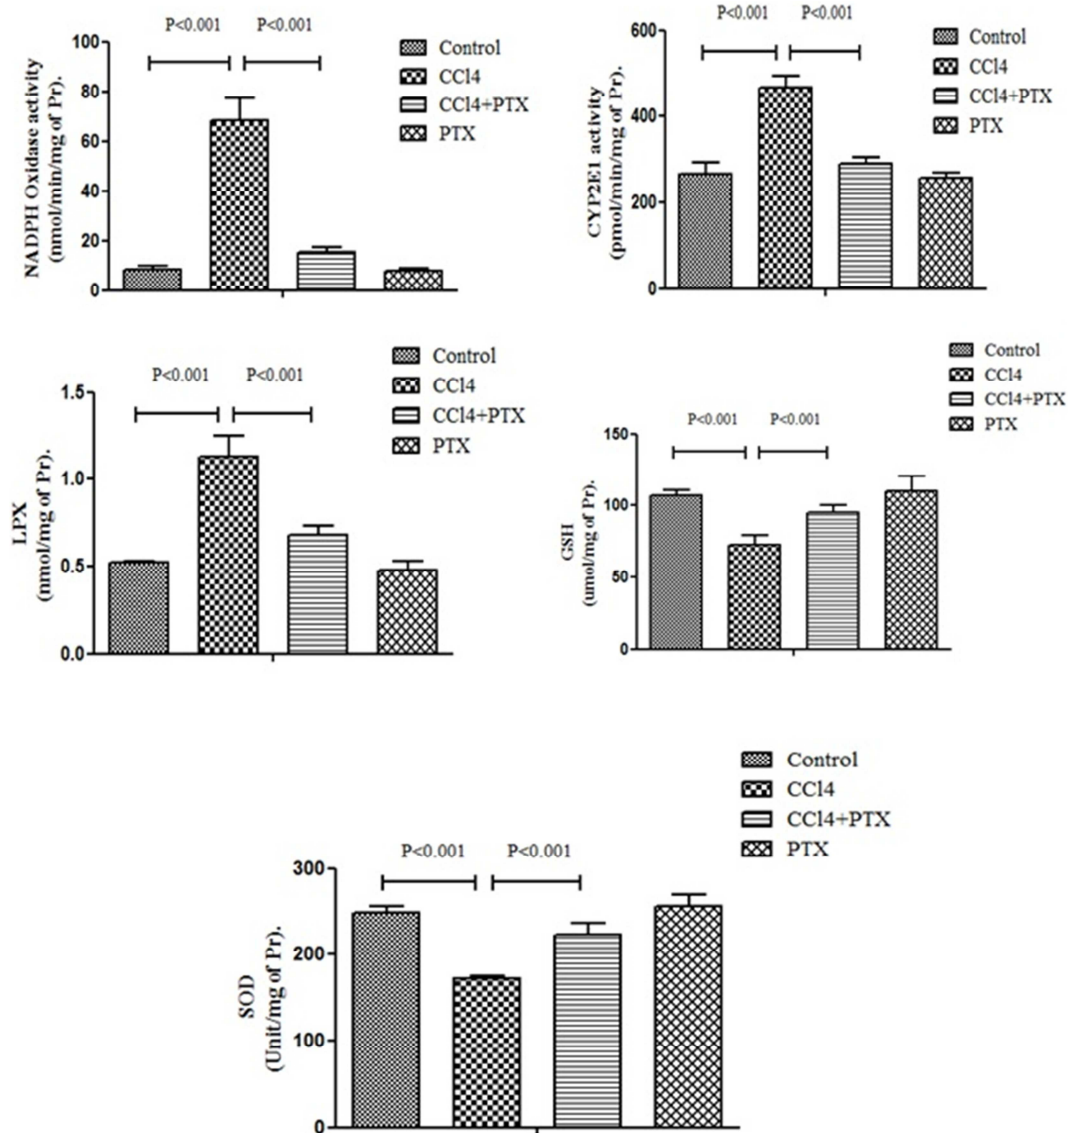 P<0.001 P<0.001
NADPH Oxidase activity
(nmol/min/mg of Pr).
100
80
60
40
20
0
Control
CCl4
CCl4+PTX
PTX
P<0.001 P<0.001
CYP2E1 activity
(pmol/min/mg of Pr).
600
400
200
0
Control
CCl4
CCl4+PTX
PTX
P<0.001 P<0.001
LPX
(nmol/mg of Pr).
1.5
1.0
0.5
0.0
Control
CCl4
CCl4+PTX
PTX
P<0.001 P<0.001
GSH
(umol/mg of Pr).
150
100
50
0
Control
CCl4
CCl4+PTX
PTX
P<0.001 P<0.001
SOD
(Unit/mg of Pr).
300
200
100
0
Control
CCl4
CCl4+PTX
PTX